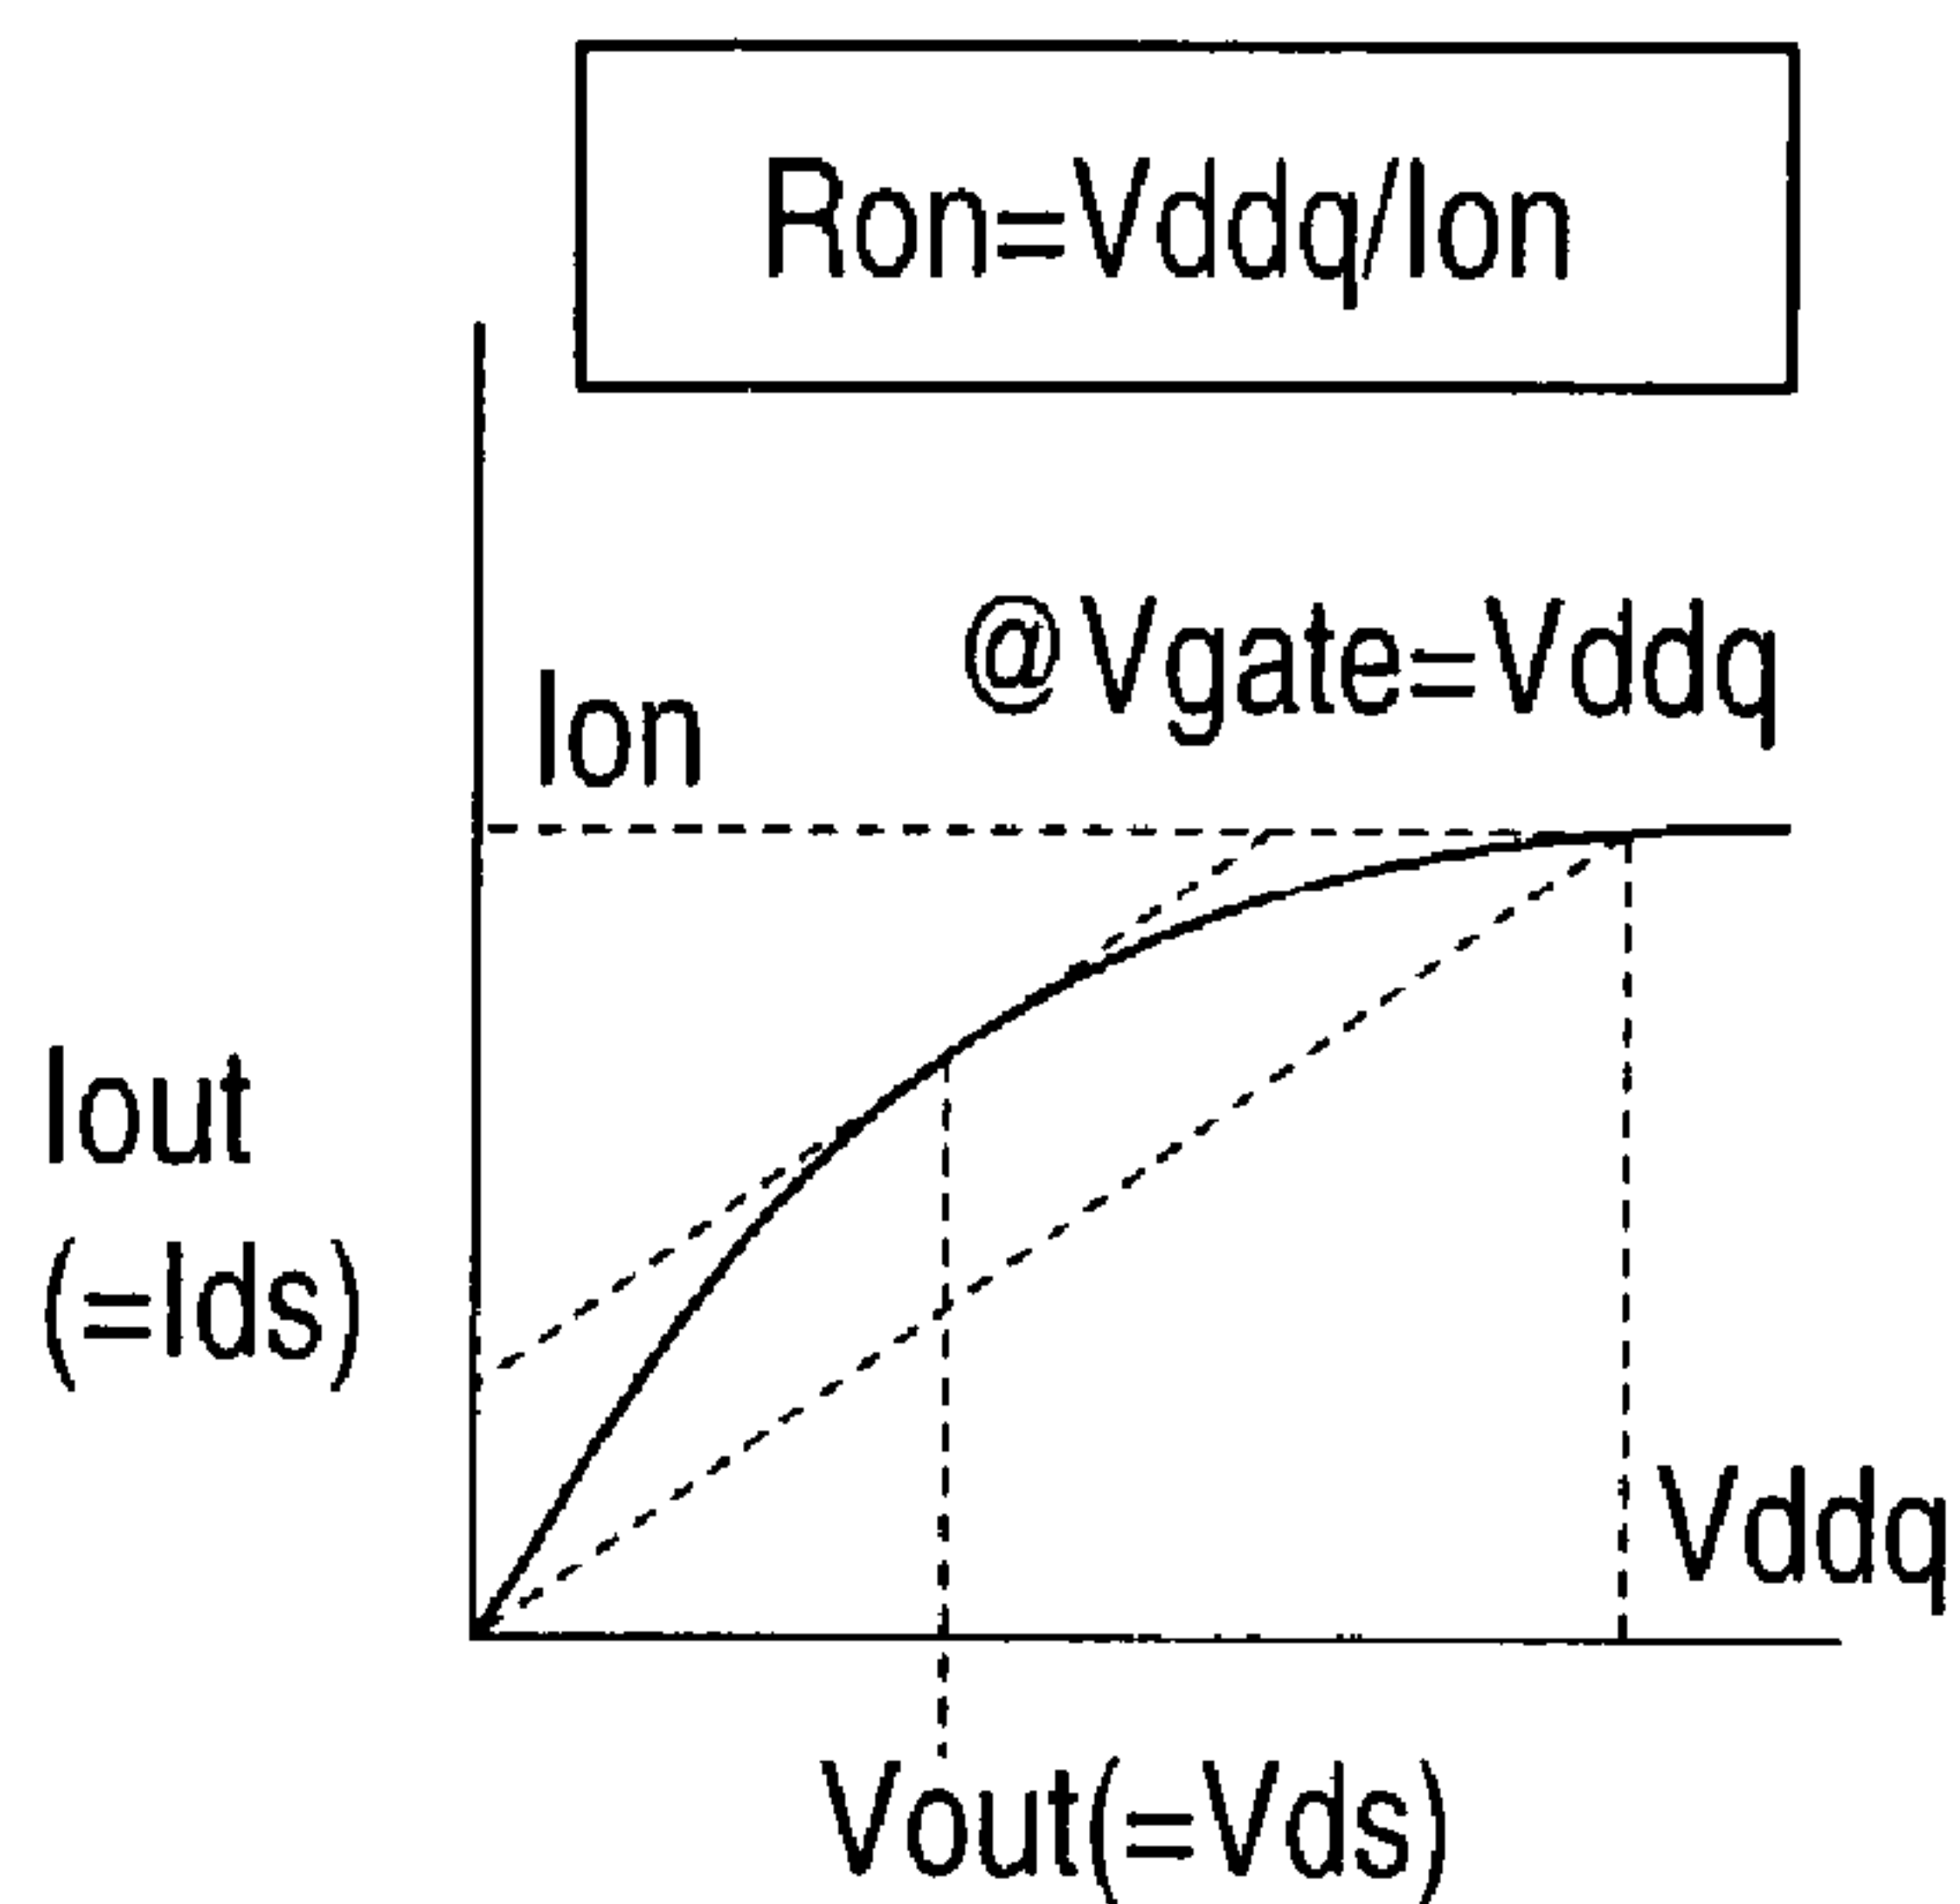 Ron=Vddq/Ion
@Vgate=Vddq
Ion
Iout
(=Ids)
Vddq
Vout(=Vds)